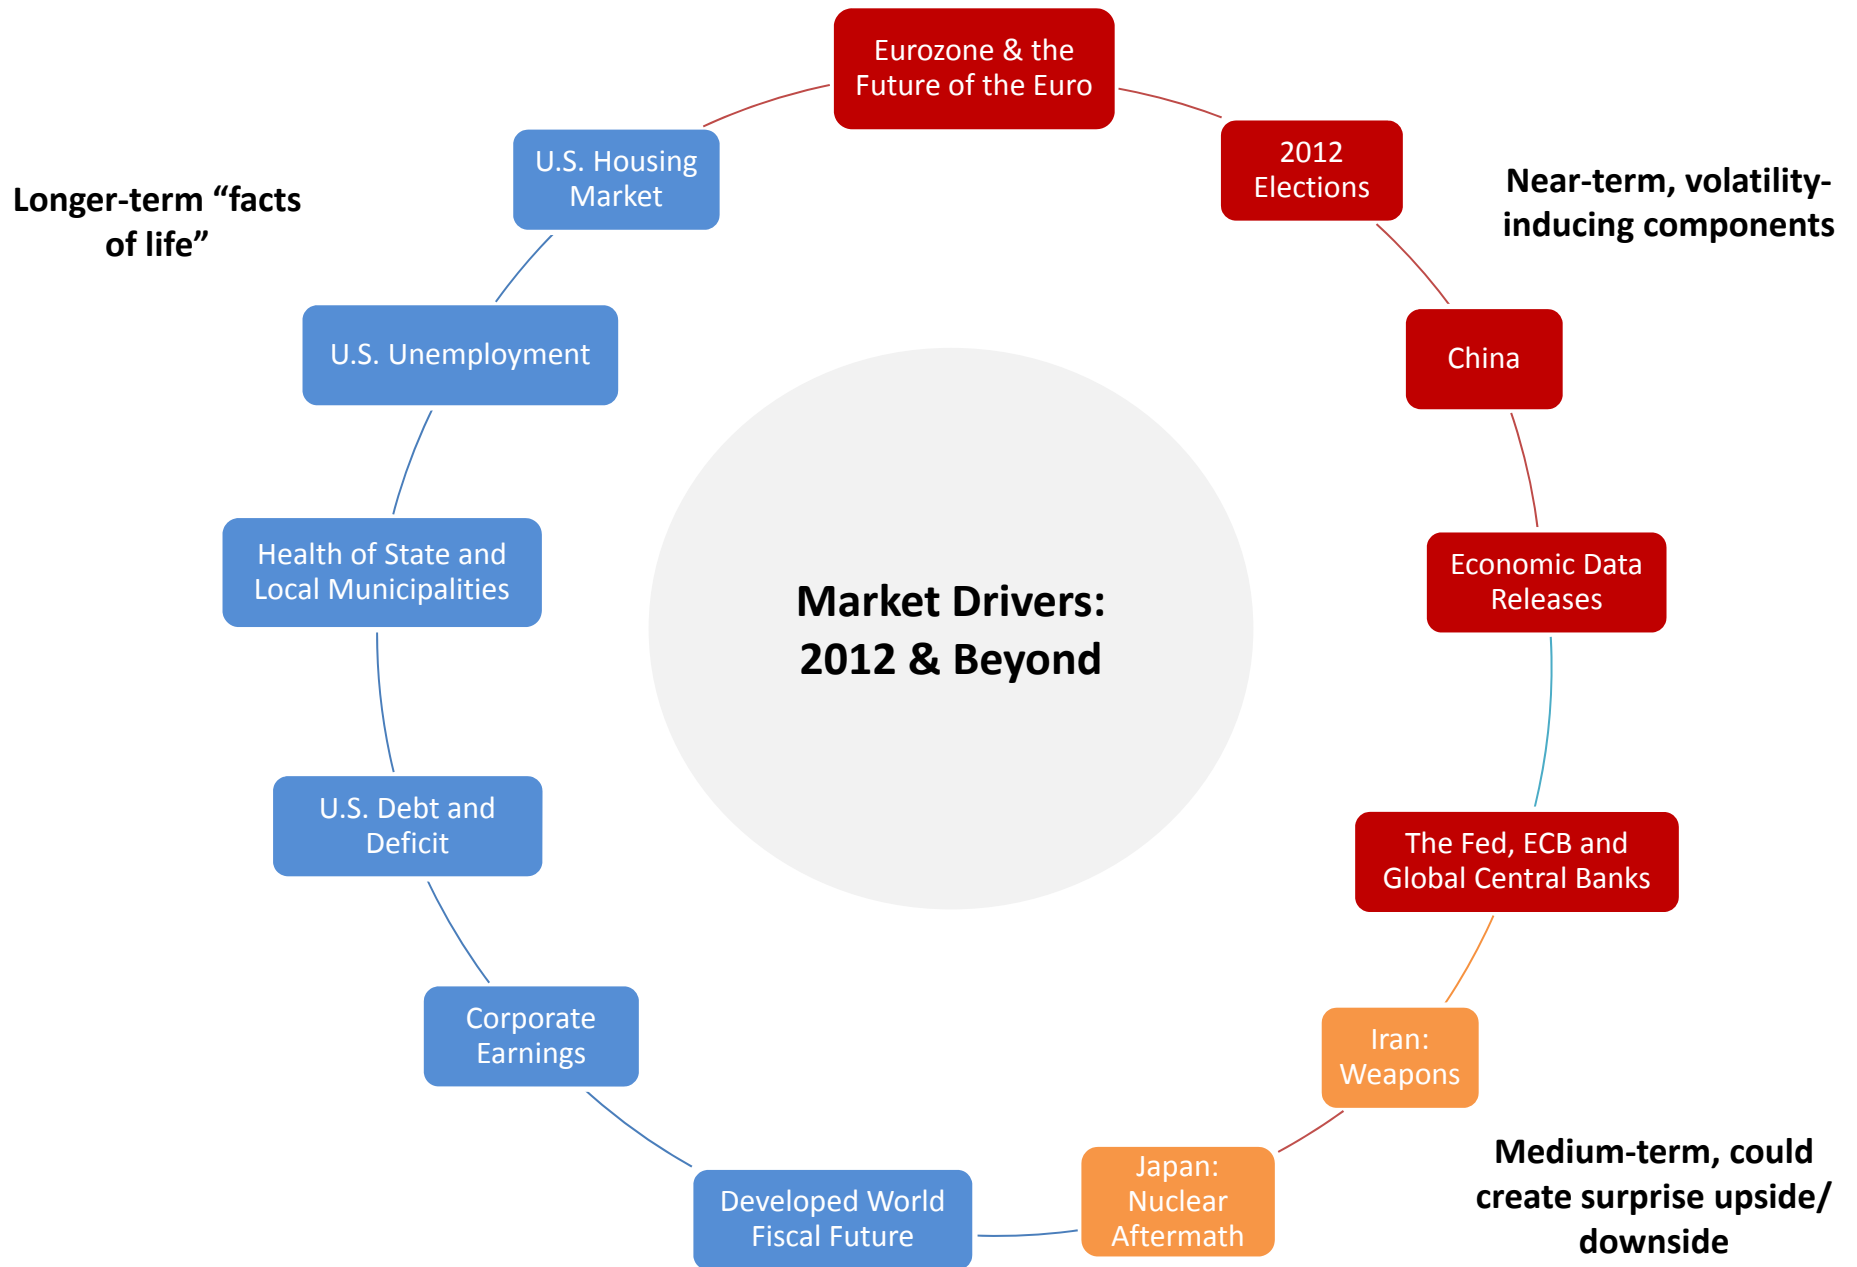 Eurozone & the
Future of the Euro
2012
Elections
Near-term, volatility-
inducing components
China
Economic Data
Releases
The Fed, ECB and
Global Central Banks
Iran:
Weapons
Medium-term, could
create surprise upside/
downside
Japan:
Nuclear
Aftermath
Developed World
Fiscal Future
Corporate
Earnings
U.S. Debt and
Deficit
Health of State and
Local Municipalities
U.S. Unemployment
U.S. Housing
Market
Longer-term “facts
of life”
Market Drivers:
2012 & Beyond